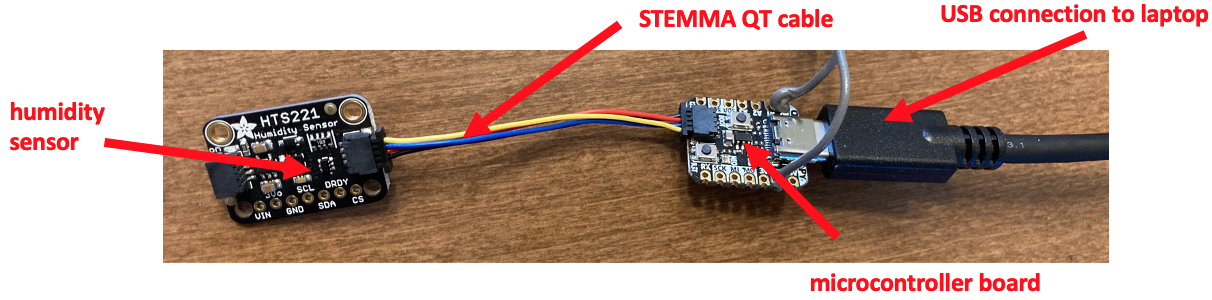 STEMMA QT cable
USB connection to laptop
humidity
sensor
HTS221
Humidity Sensor
SCL
DRDY
VIN
GND
SDA
CS
3.1
microcontroller board